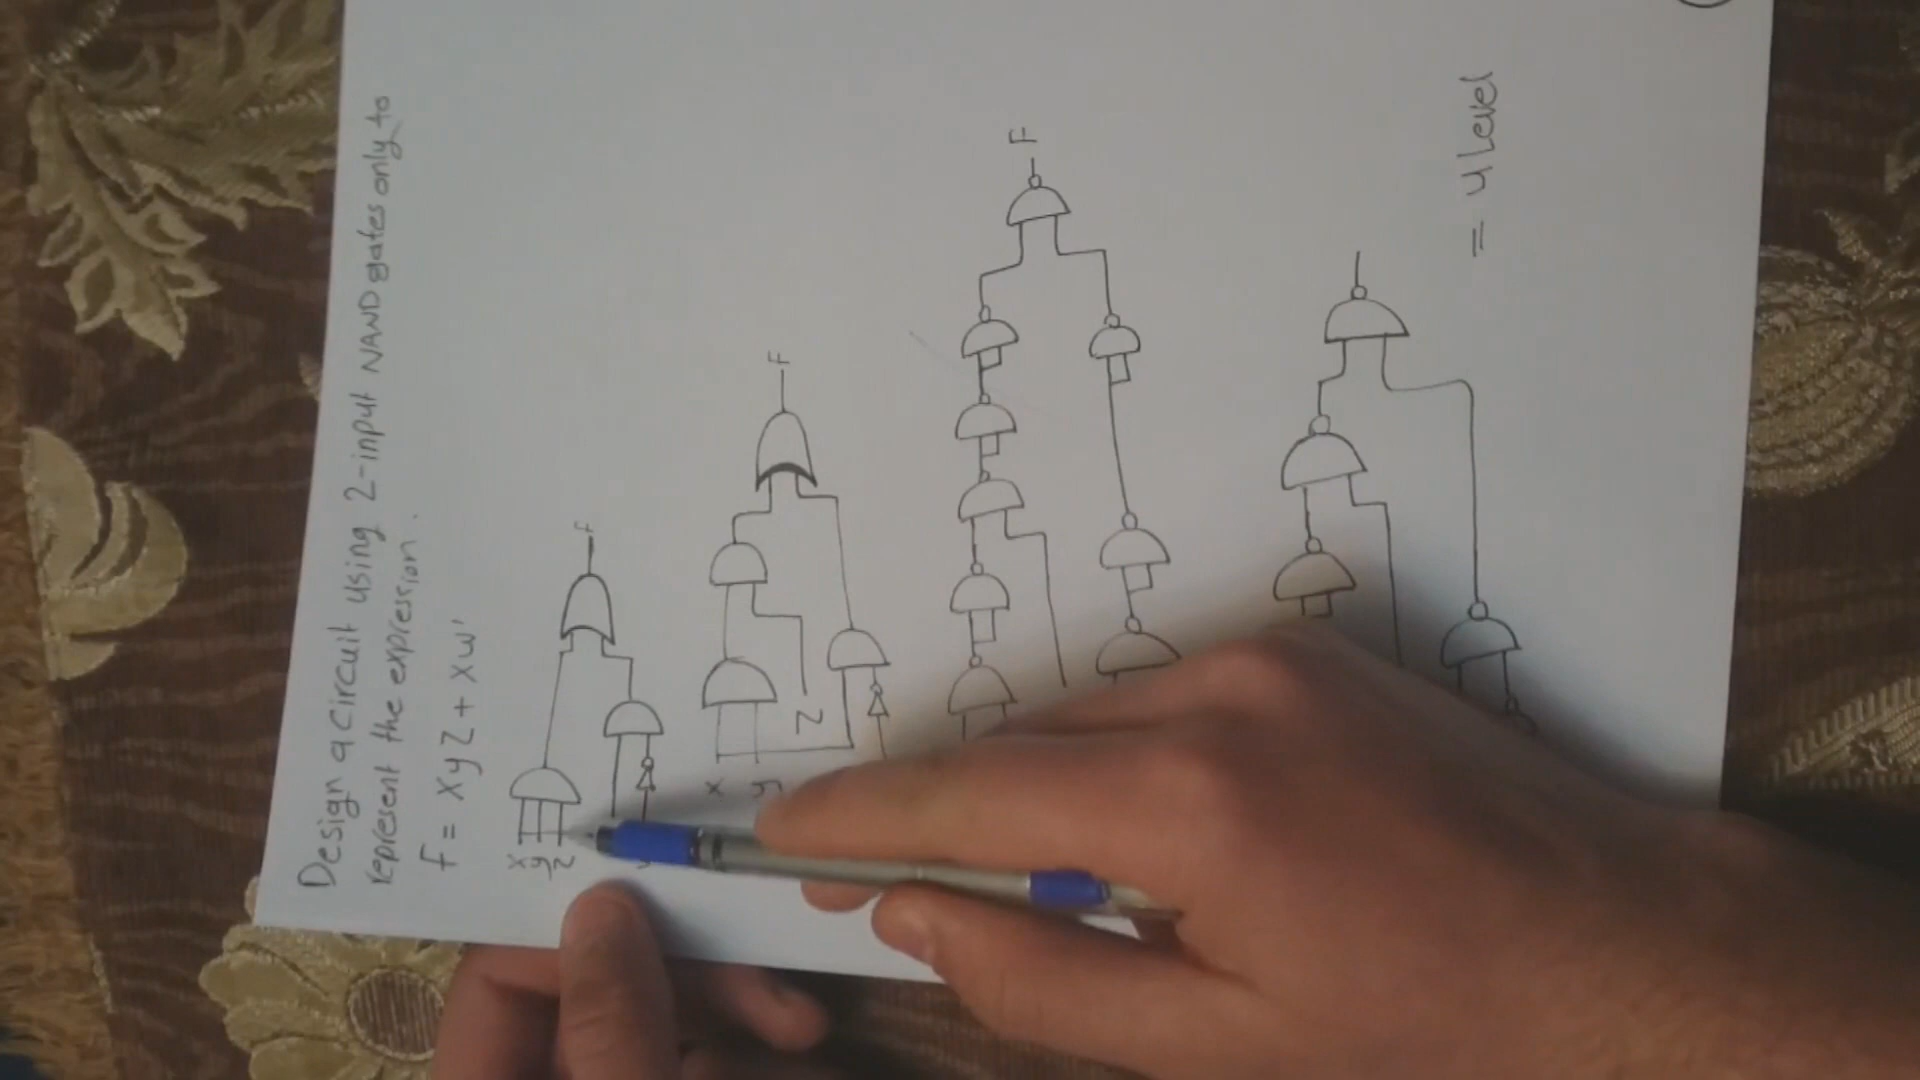 Design a circuit using 2-input NAND gates only to
represent the expression.
F = xyz + xw'
x
y
z
F
x
y
z
F
F
= 4 Level